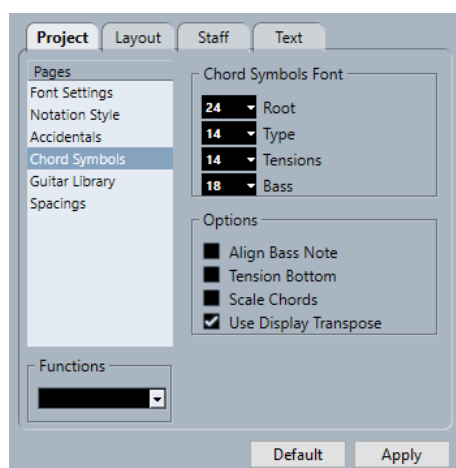 Project Layout Staff Text
Pages
Font Settings
Notation Style
Accidentals
Chord Symbols
Guitar Library
Spacings
Functions
Chord Symbols Font
24 Root
14 Type
14 Tensions
18 Bass
Options
Align Bass Note
Tension Bottom
Scale Chords
Use Display Transpose
Default Apply